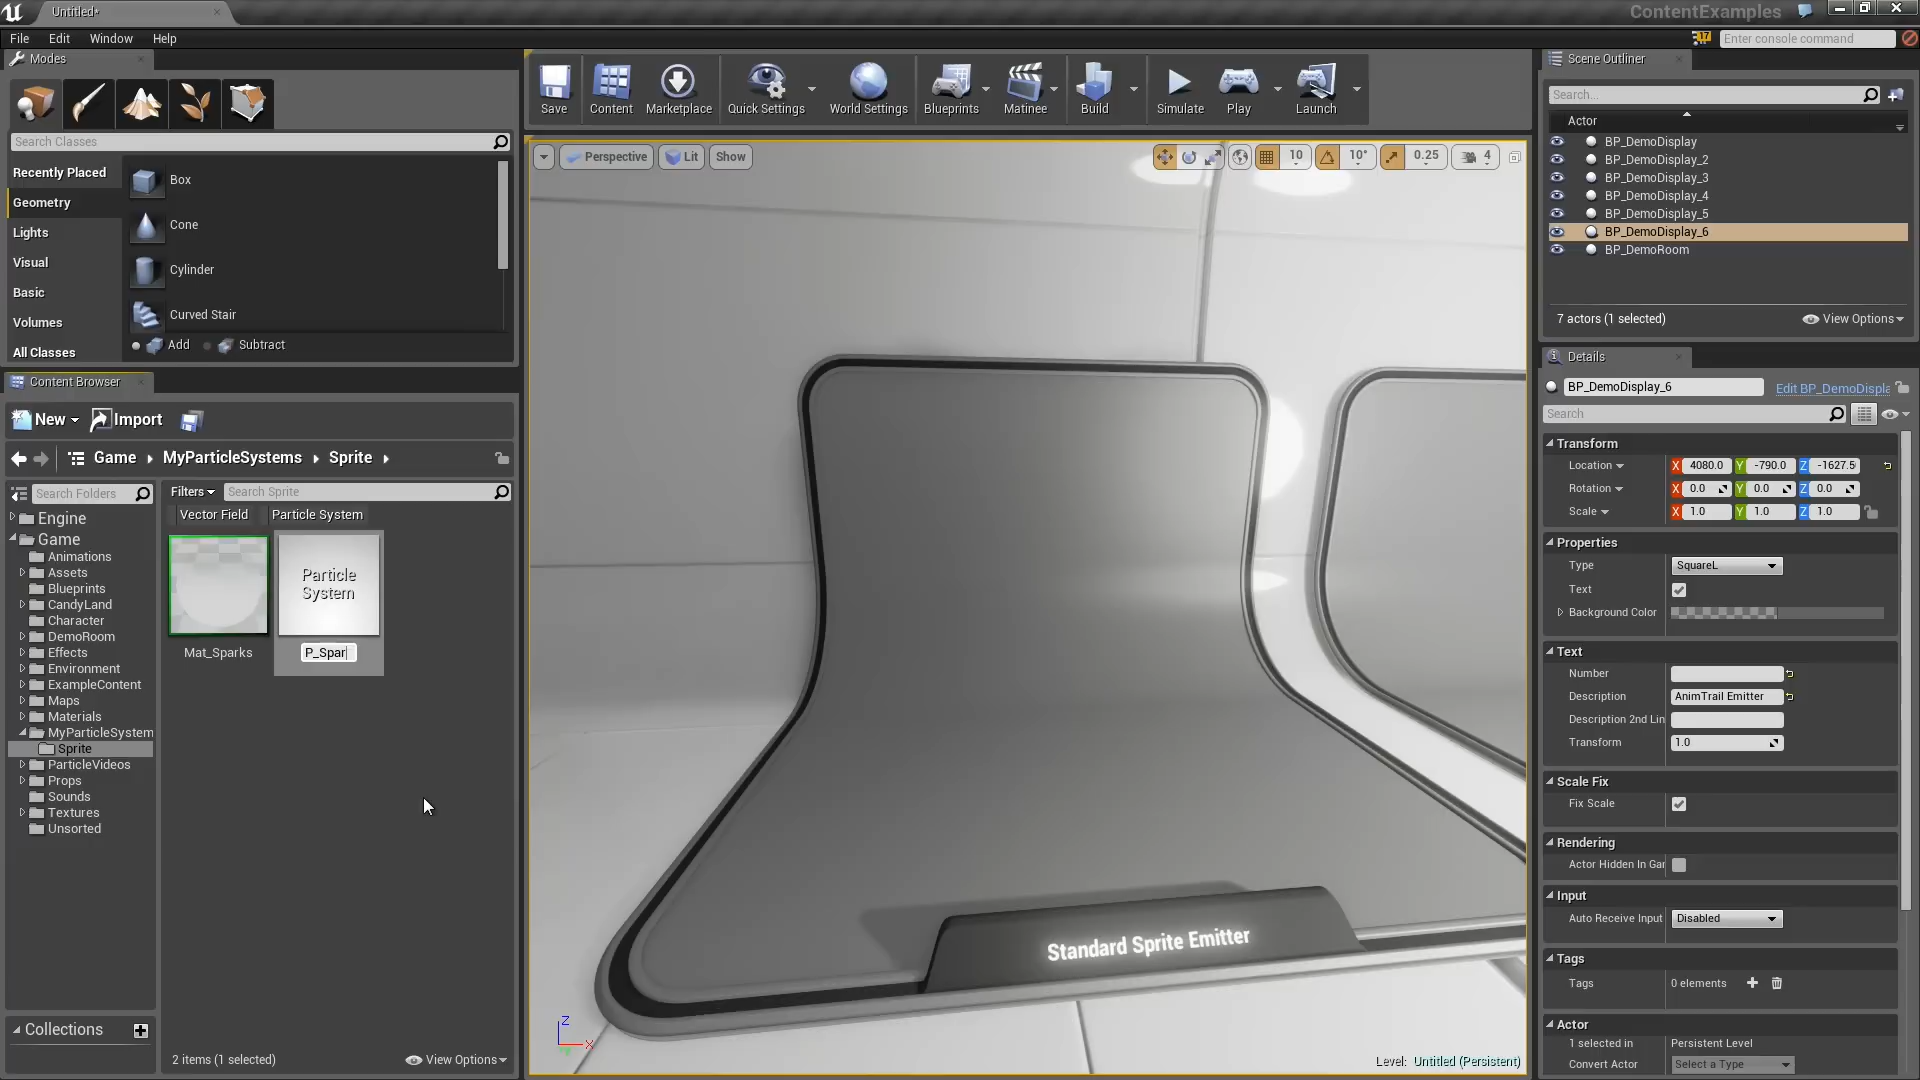 Untitled*
ContentExamples
File Edit Window Help
17
Enter console command
Modes
Search Classes
Recently Placed
Geometry
Lights
Visual
Basic
Volumes
All Classes
Box
Cone
Cylinder
Curved Stair
Add Subtract
Save
Content
Marketplace
Quick Settings
World Settings
Blueprints
Matinee
Build
Simulate
Play
Launch
Perspective Lit Show
10 10° 0.25 4
Scene Outliner
Search...
Actor
BP_DemoDisplay
BP_DemoDisplay_2
BP_DemoDisplay_3
BP_DemoDisplay_4
BP_DemoDisplay_5
BP_DemoDisplay_6
BP_DemoRoom
7 actors (1 selected) View Options
Content Browser
New Import
Game MyParticleSystems Sprite
Search Folders
Filters Search Sprite
Vector Field Particle System
Engine
Game
Animations
Assets
Blueprints
CandyLand
Character
DemoRoom
Effects
Environment
ExampleContent
Maps
Materials
MyParticleSystem
Sprite
ParticleVideos
Props
Sounds
Textures
Unsorted
Particle
System
Mat_Sparks P_Spar
Collections
2 items (1 selected) View Options
Standard Sprite Emitter
Z
X
Level: Untitled (Persistent)
Details
BP_DemoDisplay_6 Edit BP_DemoDispla
Search
Transform
Location X 4080.0 Y -790.0 Z -1627.5
Rotation X 0.0 Y 0.0 Z 0.0
Scale X 1.0 Y 1.0 Z 1.0
Properties
Type SquareL
Text
Background Color
Text
Number
Description AnimTrail Emitter
Description 2nd Lin
Transform 1.0
Scale Fix
Fix Scale
Rendering
Actor Hidden In Gar
Input
Auto Receive Input Disabled
Tags
Tags 0 elements
Actor
1 selected in Persistent Level
Convert Actor Select a Type